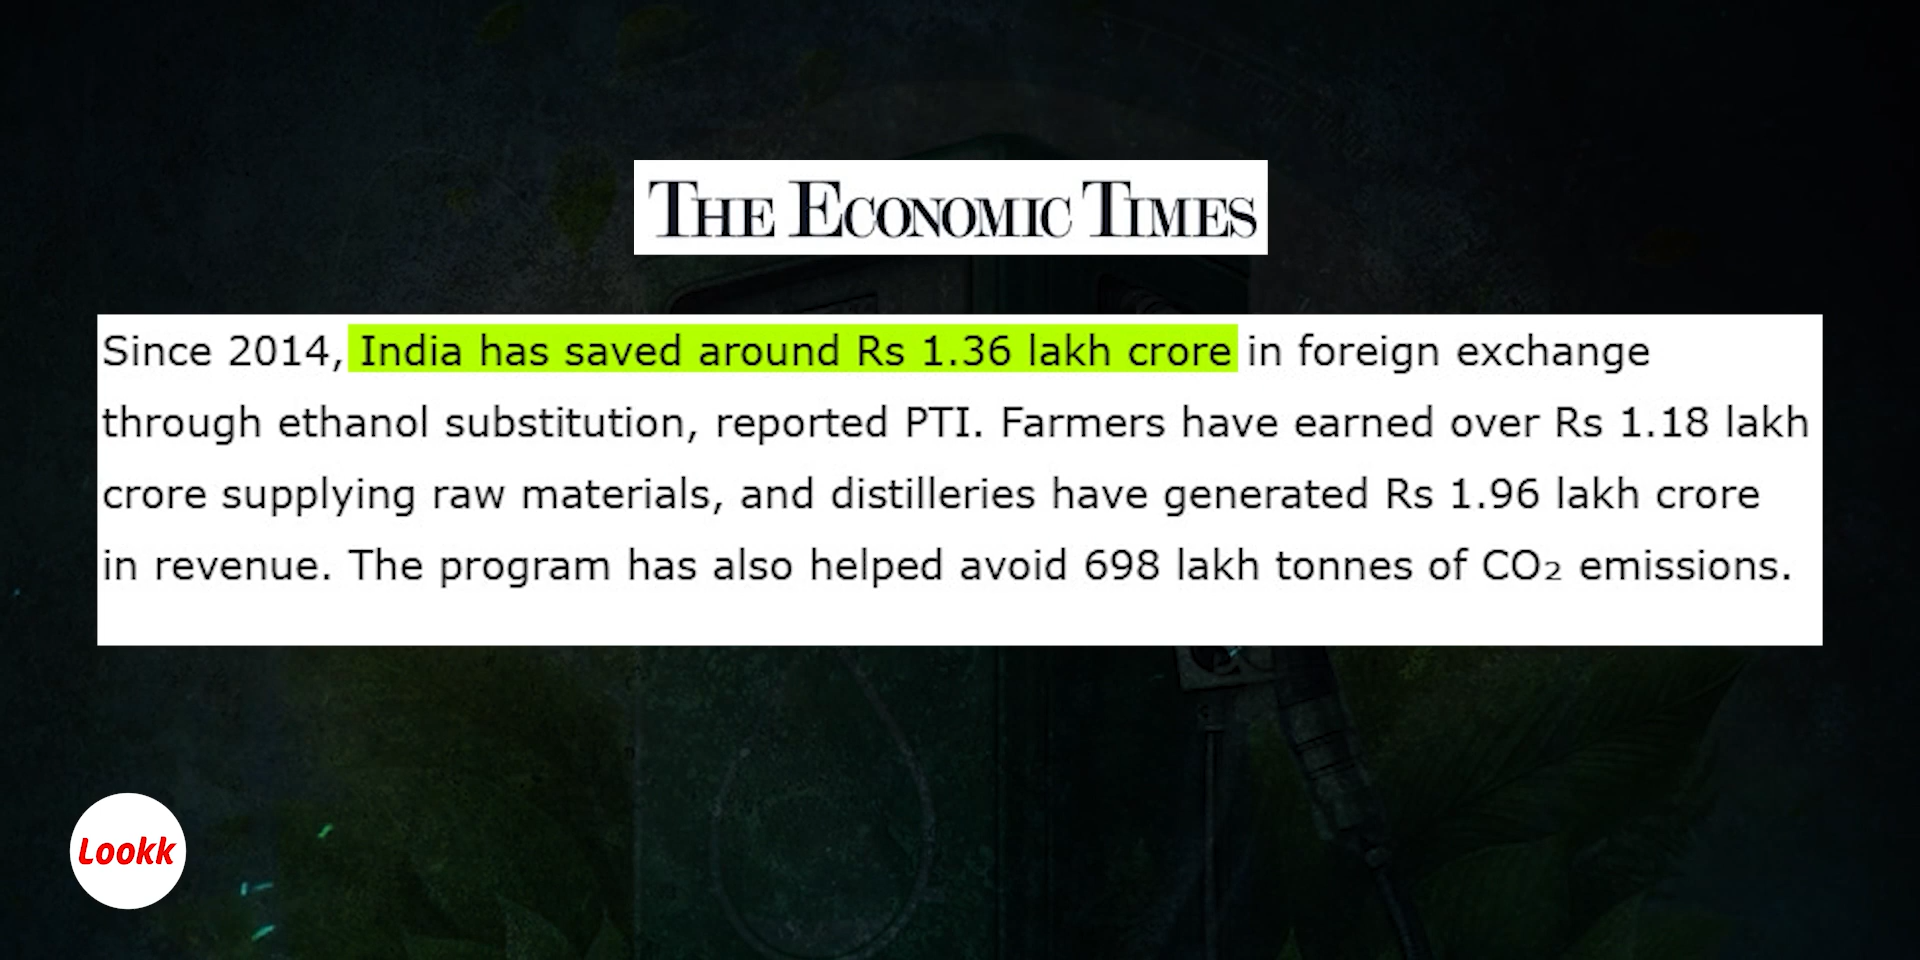 THE ECONOMIC TIMES
Since 2014, India has saved around Rs 1.36 lakh crore in foreign exchange
through ethanol substitution, reported PTI. Farmers have earned over Rs 1.18 lakh
crore supplying raw materials, and distilleries have generated Rs 1.96 lakh crore
in revenue. The program has also helped avoid 698 lakh tonnes of CO₂ emissions.
Lookk